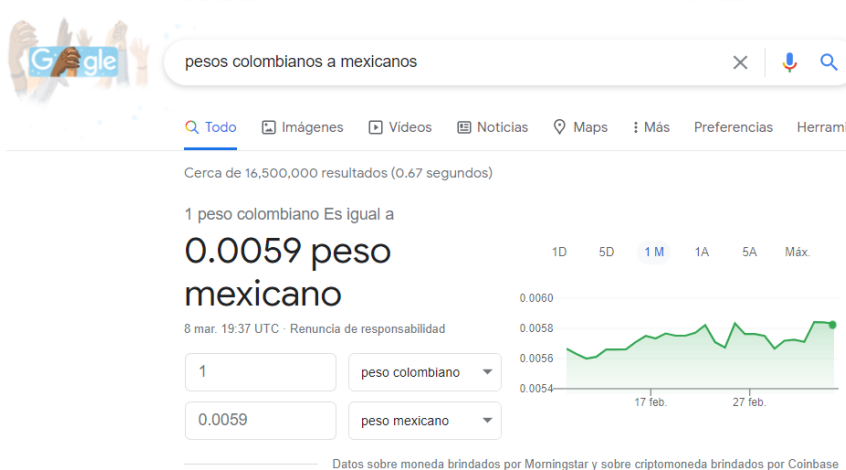 Google
pesos colombianos a mexicanos
Todo Imágenes Videos Noticias Maps Más Preferencias Herrami
Cerca de 16,500,000 resultados (0.67 segundos)
1 peso colombiano Es igual a
0.0059 peso
mexicano
8 mar. 19:37 UTC · Renuncia de responsabilidad
1 peso colombiano
0.0059 peso mexicano
1D 5D 1 M 1A 5A Máx.
0.0060
0.0058
0.0056
0.0054
17 feb. 27 feb.
Datos sobre moneda brindados por Morningstar y sobre criptomoneda brindados por Coinbase